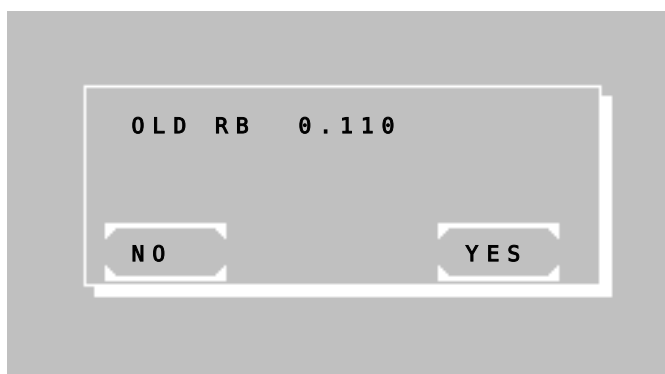 OLD RB 0.110
NO YES